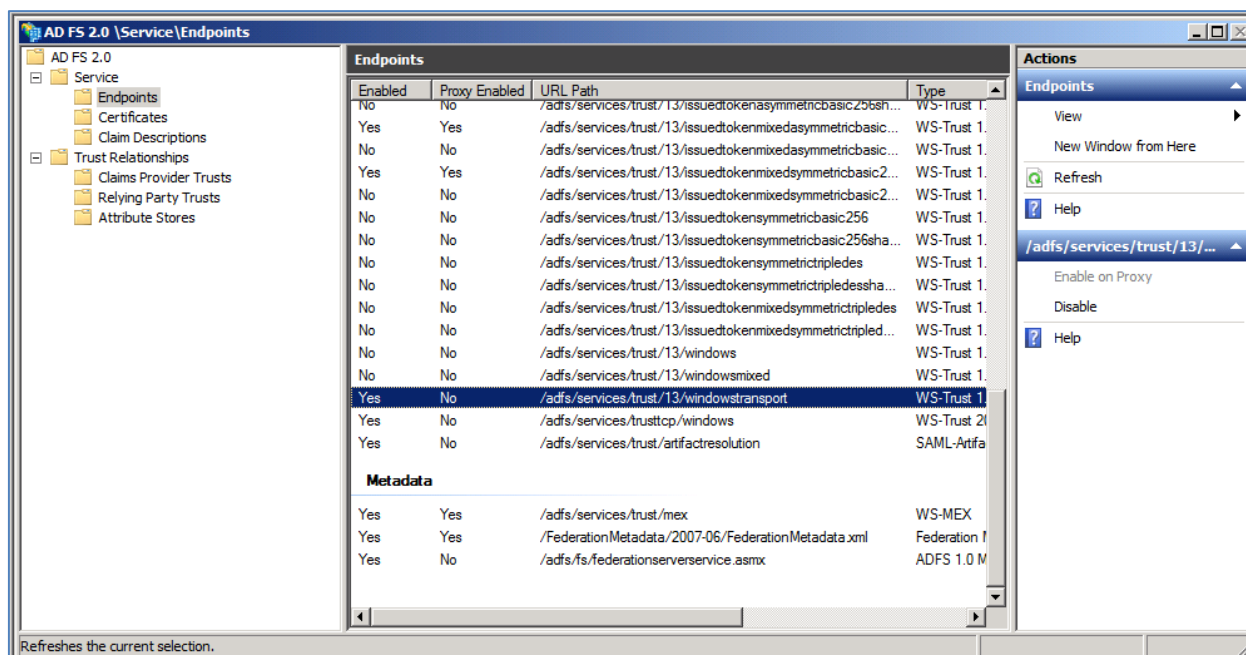 AD FS 2.0 \Service\Endpoints
AD FS 2.0
Service
Endpoints
Certificates
Claim Descriptions
Trust Relationships
Claims Provider Trusts
Relying Party Trusts
Attribute Stores
Endpoints
Enabled Proxy Enabled URL Path Type
No No /adfs/services/trust/13/issuedtokenasymmetricbasic256sh... WS-Trust 1.
Yes Yes /adfs/services/trust/13/issuedtokenmixedasymmetricbasic... WS-Trust 1.
No No /adfs/services/trust/13/issuedtokenmixedasymmetricbasic... WS-Trust 1.
Yes Yes /adfs/services/trust/13/issuedtokenmixedsymmetricbasic2... WS-Trust 1.
No No /adfs/services/trust/13/issuedtokenmixedsymmetricbasic2... WS-Trust 1.
No No /adfs/services/trust/13/issuedtokensymmetricbasic256 WS-Trust 1.
No No /adfs/services/trust/13/issuedtokensymmetricbasic256sha... WS-Trust 1.
No No /adfs/services/trust/13/issuedtokensymmetrictripledes WS-Trust 1.
No No /adfs/services/trust/13/issuedtokensymmetrictripledessha... WS-Trust 1.
No No /adfs/services/trust/13/issuedtokenmixedsymmetrictripledes WS-Trust 1.
No No /adfs/services/trust/13/issuedtokenmixedsymmetrictripled... WS-Trust 1.
No No /adfs/services/trust/13/windows WS-Trust 1.
No No /adfs/services/trust/13/windowsmixed WS-Trust 1.
Yes No /adfs/services/trust/13/windowstransport WS-Trust 1.
Yes No /adfs/services/trusttcp/windows WS-Trust 20
Yes No /adfs/services/trust/artifactresolution SAML-Artifa
Metadata
Yes Yes /adfs/services/trust/mex WS-MEX
Yes Yes /FederationMetadata/2007-06/FederationMetadata.xml Federation M
Yes No /adfs/fs/federationserverservice.asmx ADFS 1.0 M
Actions
Endpoints
View
New Window from Here
Refresh
Help
/adfs/services/trust/13/...
Enable on Proxy
Disable
Help
Refreshes the current selection.